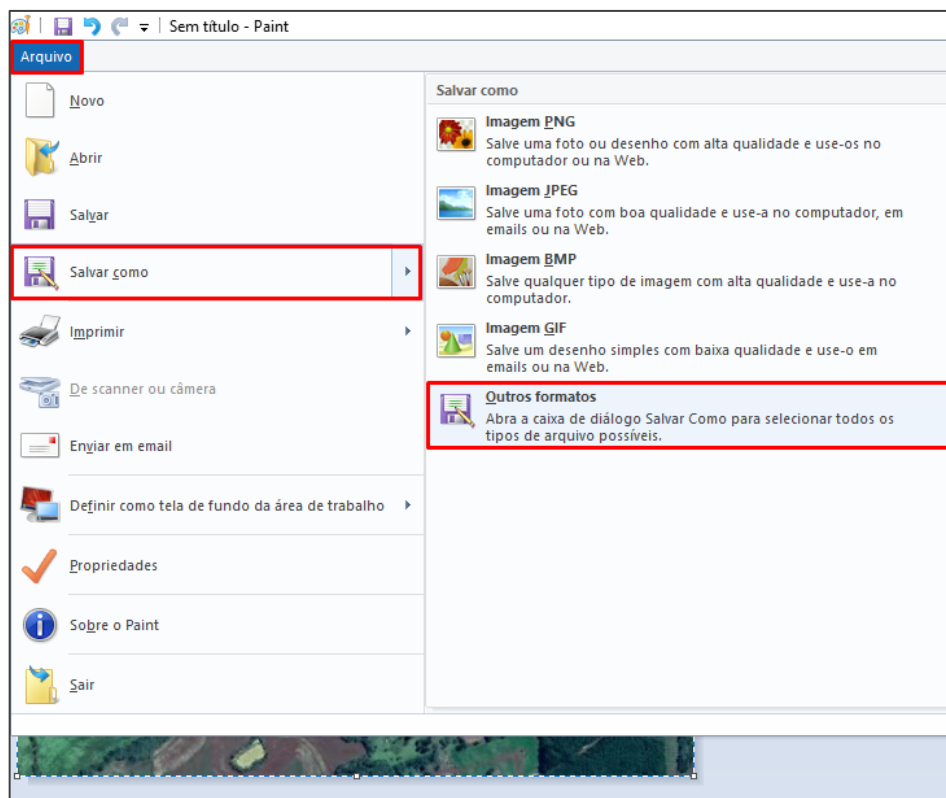 Sem título - Paint
Arquivo
Novo
Abrir
Salvar
Salvar como
Imprimir
De scanner ou câmera
Enviar em email
Definir como tela de fundo da área de trabalho
Propriedades
Sobre o Paint
Sair
Salvar como
Imagem PNG
Salve uma foto ou desenho com alta qualidade e use-os no
computador ou na Web.
Imagem JPEG
Salve uma foto com boa qualidade e use-a no computador, em
emails ou na Web.
Imagem BMP
Salve qualquer tipo de imagem com alta qualidade e use-a no
computador.
Imagem GIF
Salve um desenho simples com baixa qualidade e use-o em
emails ou na Web.
Outros formatos
Abra a caixa de diálogo Salvar Como para selecionar todos os
tipos de arquivo possíveis.